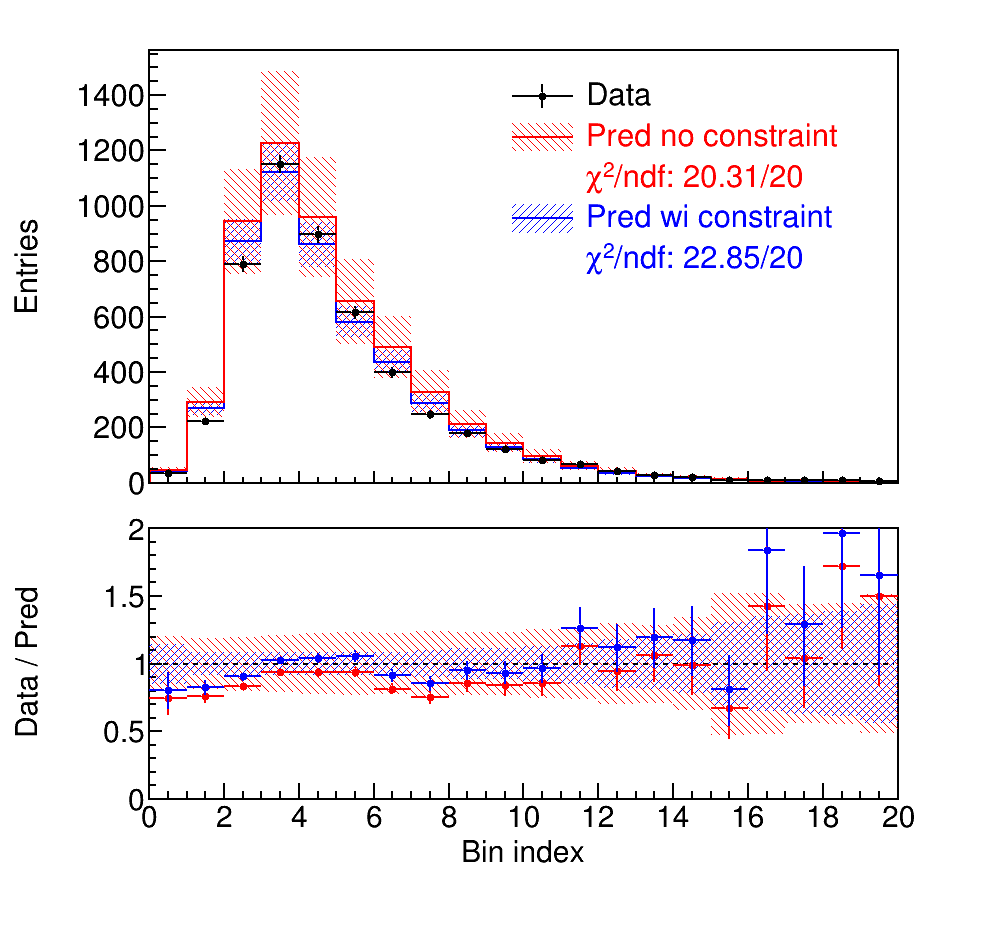 Entries
1400
1200
1000
800
600
400
200
0
Data
Pred no constraint
χ²/ndf: 20.31/20
Pred wi constraint
χ²/ndf: 22.85/20
Data / Pred
2
1.5
1
0.5
0
0 2 4 6 8 10 12 14 16 18 20
Bin index